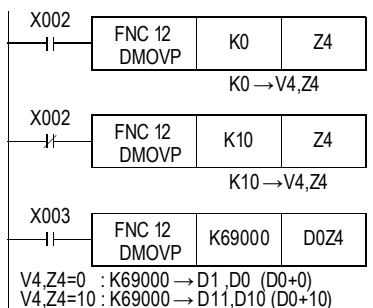 X002
FNC 12
DMOVP
K0
Z4
K0 → V4,Z4
X002
FNC 12
DMOVP
K10
Z4
K10 → V4,Z4
X003
FNC 12
DMOVP
K69000
D0Z4
V4,Z4=0 : K69000 → D1 ,D0 (D0+0)
V4,Z4=10 : K69000 → D11,D10 (D0+10)